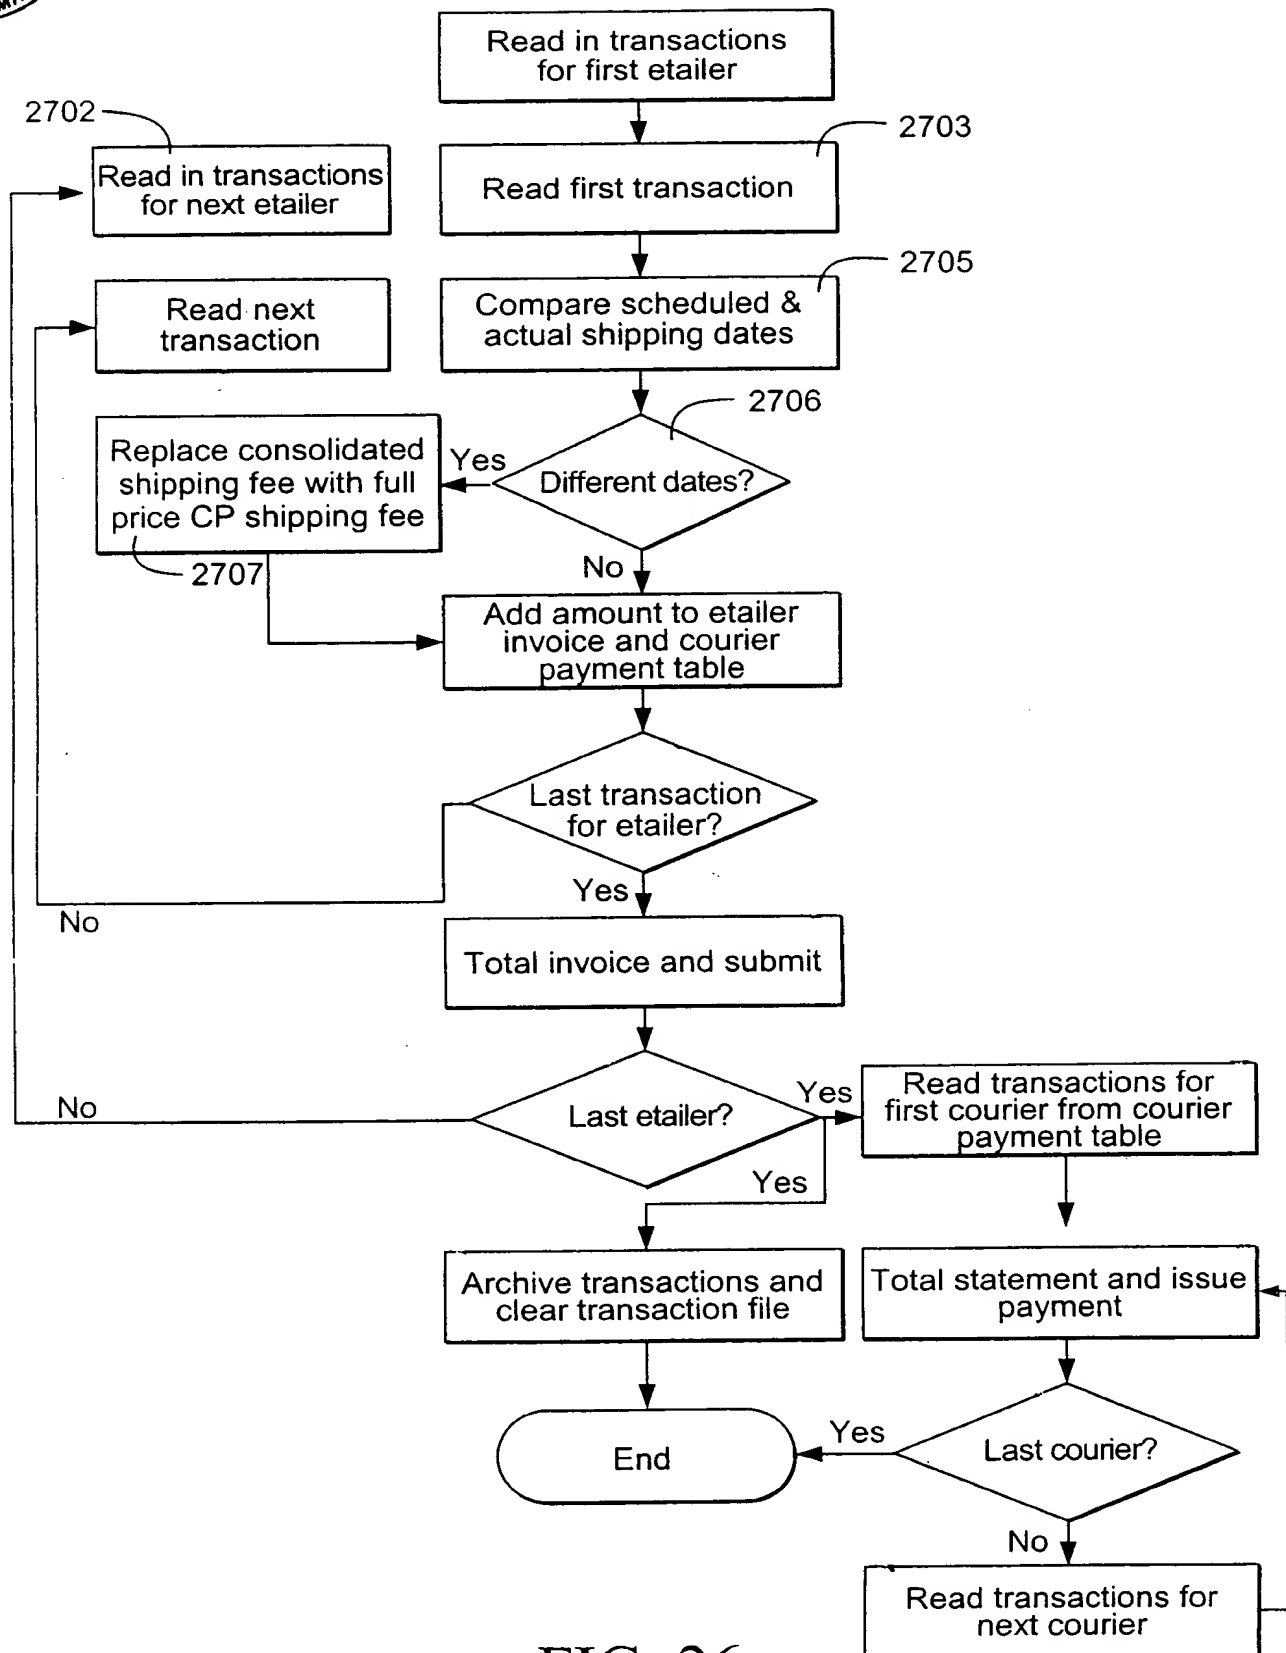 Read in transactions
for first etailer
2702
2703
Read in transactions
for next etailer
Read first transaction
2705
Read next
transaction
Compare scheduled &
actual shipping dates
2706
Replace consolidated
shipping fee with full
price CP shipping fee
Yes
Different dates?
2707
No
Add amount to etailer
invoice and courier
payment table
Last transaction
for etailer?
Yes
No
Total invoice and submit
No
Last etailer?
Yes
Read transactions for
first courier from courier
payment table
Yes
Archive transactions and
clear transaction file
Total statement and issue
payment
End
Yes
Last courier?
No
Read transactions for
next courier
FIG. 26